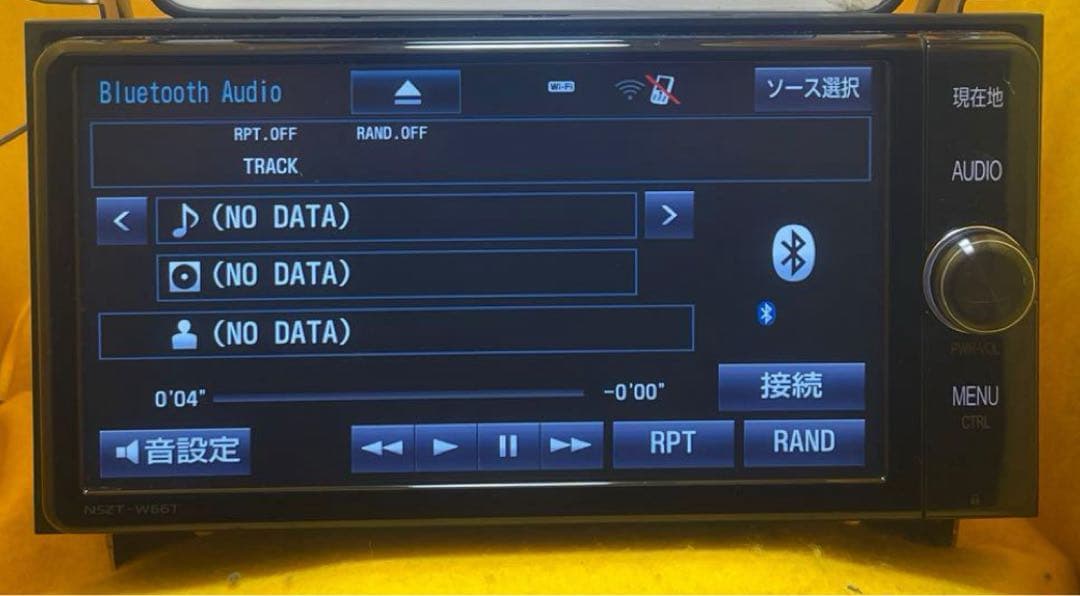 Bluetooth Audio
Wi-Fi
ソース選択
RPT.OFF RAND.OFF
TRACK
< (NO DATA) >
(NO DATA)
(NO DATA)
0'04" -0'00"
接続
音設定
RPT
RAND
現在地
AUDIO
PWR·VOL
MENU
CTRL
NSZT-W66T